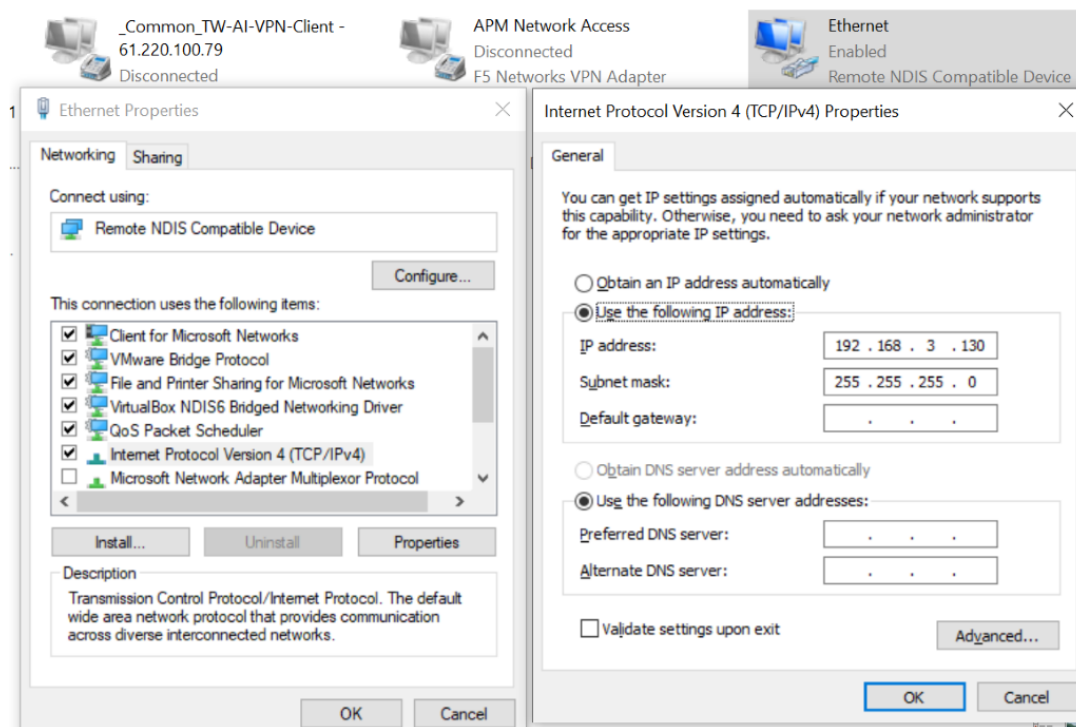 _Common_TW-AI-VPN-Client -
61.220.100.79
Disconnected
APM Network Access
Disconnected
F5 Networks VPN Adapter
Ethernet
Enabled
Remote NDIS Compatible Device
1
...
Ethernet Properties
Networking
Sharing
Connect using:
Remote NDIS Compatible Device
Configure...
This connection uses the following items:
Client for Microsoft Networks
VMware Bridge Protocol
File and Printer Sharing for Microsoft Networks
VirtualBox NDIS6 Bridged Networking Driver
QoS Packet Scheduler
Internet Protocol Version 4 (TCP/IPv4)
Microsoft Network Adapter Multiplexor Protocol
Install...
Uninstall
Properties
Description
Transmission Control Protocol/Internet Protocol. The default
wide area network protocol that provides communication
across diverse interconnected networks.
OK
Cancel
Internet Protocol Version 4 (TCP/IPv4) Properties
General
You can get IP settings assigned automatically if your network supports
this capability. Otherwise, you need to ask your network administrator
for the appropriate IP settings.
Obtain an IP address automatically
Use the following IP address:
IP address:
192 . 168 . 3 . 130
Subnet mask:
255 . 255 . 255 . 0
Default gateway:
. . .
Obtain DNS server address automatically
Use the following DNS server addresses:
Preferred DNS server:
. . .
Alternate DNS server:
. . .
Validate settings upon exit
Advanced...
OK
Cancel